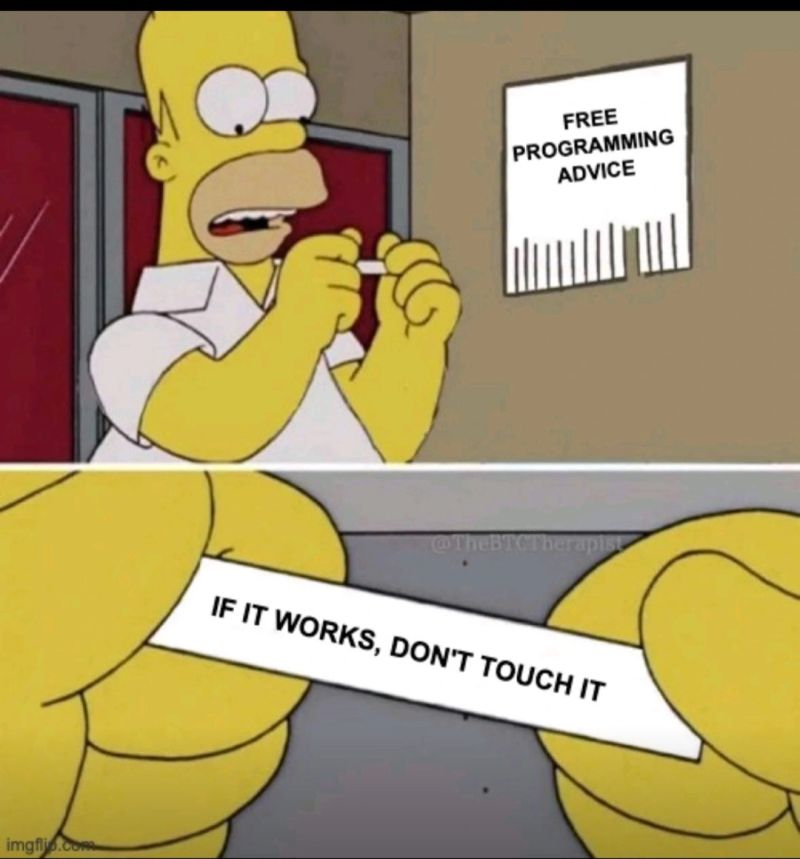 FREE
PROGRAMMING
ADVICE
@TheBTCTherapist
IF IT WORKS, DON'T TOUCH IT
imgflip.com